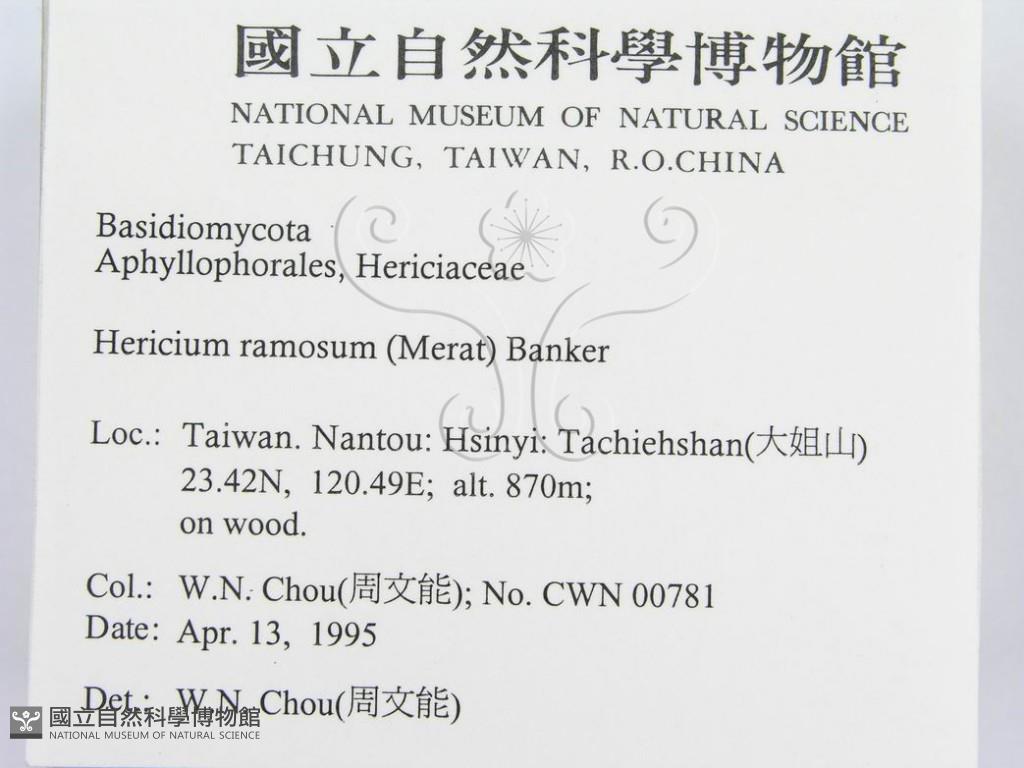 國立自然科學博物館
NATIONAL MUSEUM OF NATURAL SCIENCE
TAICHUNG, TAIWAN, R.O.CHINA
Basidiomycota
Aphyllophorales, Hericiaceae
Hericium ramosum (Merat) Banker
Loc.: Taiwan. Nantou: Hsinyi: Tachiehshan(大姐山)
23.42N, 120.49E; alt. 870m;
on wood.
Col.: W.N. Chou(周文能); No. CWN 00781
Date: Apr. 13, 1995
Det.: W.N. Chou(周文能)
國立自然科學博物館
NATIONAL MUSEUM OF NATURAL SCIENCE